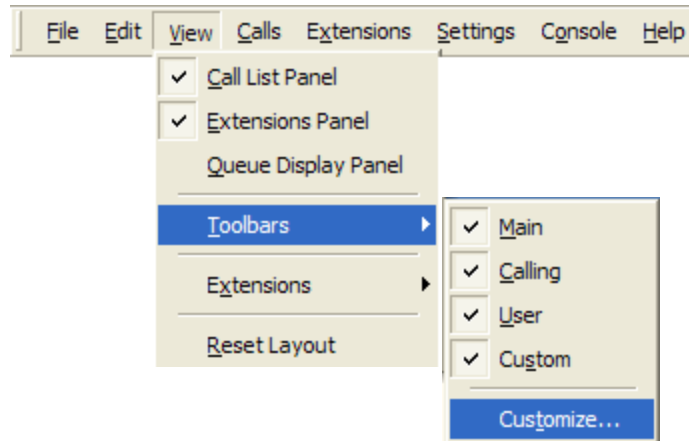 File Edit View Calls Extensions Settings Console Help
Call List Panel
Extensions Panel
Queue Display Panel
Toolbars
Extensions
Reset Layout
Main
Calling
User
Custom
Customize...